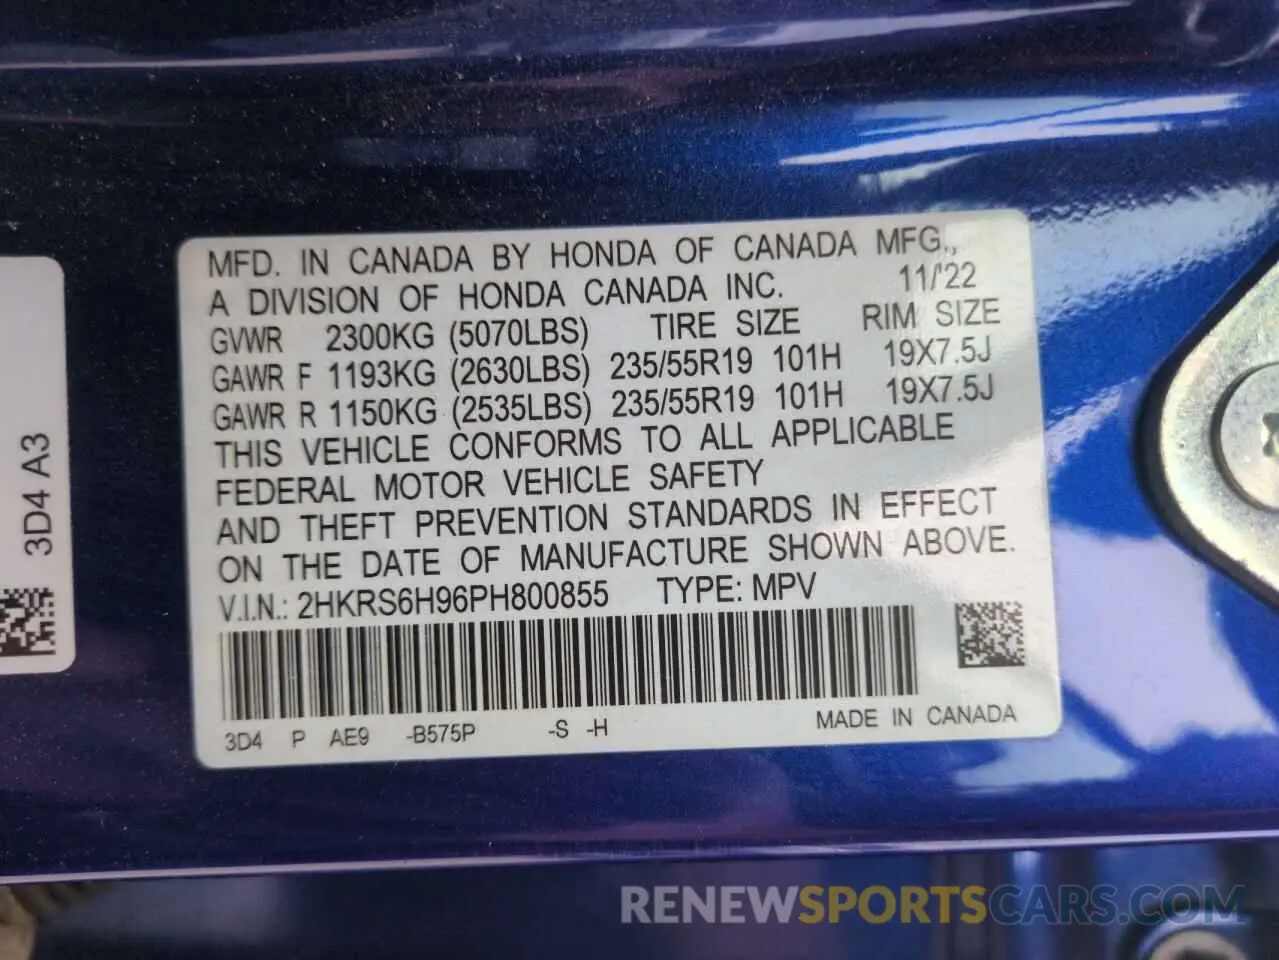 MFD. IN CANADA BY HONDA OF CANADA MFG.,
A DIVISION OF HONDA CANADA INC. 11/'22
GVWR 2300KG (5070LBS) TIRE SIZE RIM SIZE
GAWR F 1193KG (2630LBS) 235/55R19 101H 19X7.5J
GAWR R 1150KG (2535LBS) 235/55R19 101H 19X7.5J
THIS VEHICLE CONFORMS TO ALL APPLICABLE
FEDERAL MOTOR VEHICLE SAFETY
AND THEFT PREVENTION STANDARDS IN EFFECT
ON THE DATE OF MANUFACTURE SHOWN ABOVE.
V.I.N.: 2HKRS6H96PH800855 TYPE: MPV
3D4 P AE9 -B575P -S -H MADE IN CANADA
3D4 A3
RENEWSPORTSCARS.COM